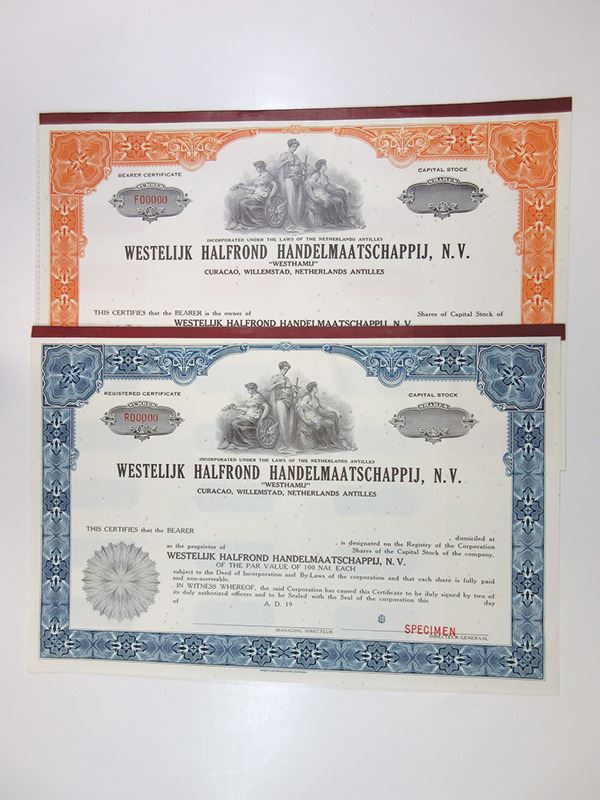 BEARER CERTIFICATE
CAPITAL STOCK
NUMBER
SHARES
F00000
INCORPORATED UNDER THE LAWS OF THE NETHERLANDS ANTILLES
WESTELIJK HALFROND HANDELMAATSCHAPPIJ, N. V.
"WESTHAMIJ"
CURACAO, WILLEMSTAD, NETHERLANDS ANTILLES
THIS CERTIFIES that the BEARER is the owner of Shares of Capital Stock of
WESTELIJK HALFROND HANDELMAATSCHAPPIJ, N. V.
REGISTERED CERTIFICATE
CAPITAL STOCK
NUMBER
SHARES
R00000
INCORPORATED UNDER THE LAWS OF THE NETHERLANDS ANTILLES
WESTELIJK HALFROND HANDELMAATSCHAPPIJ, N. V.
"WESTHAMIJ"
CURACAO, WILLEMSTAD, NETHERLANDS ANTILLES
THIS CERTIFIES that the BEARER
, domiciled at
, is designated on the Registry of the Corporation
as the proprietor of Shares of the Capital Stock of the company,
WESTELIJK HALFROND HANDELMAATSCHAPPIJ, N. V.
OF THE PAR VALUE OF 100 NAf. EACH
subject to the Deed of Incorporation and By-Laws of the corporation and that each share is fully paid
and non-assessable.
IN WITNESS WHEREOF, the said Corporation has caused this Certificate to be duly signed by two of
its duly authorized officers and to be Sealed with the Seal of the corporation this day
of A. D. 19
SPECIMEN
MANAGING DIRECTEUR
DIRECTEUR-GENERAAL